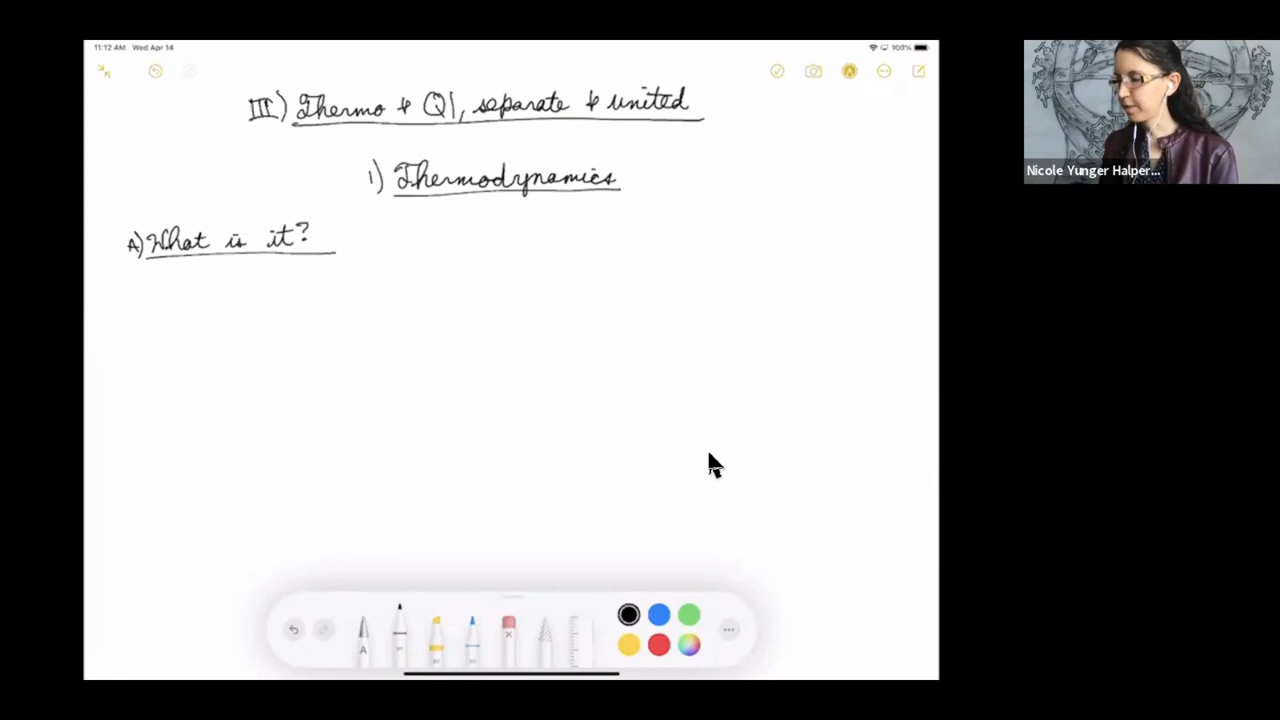 11:12 AM Wed Apr 14
100%
III) Thermo & QI, separate & united
1) Thermodynamics
A) What is it?
Nicole Yunger Halper...